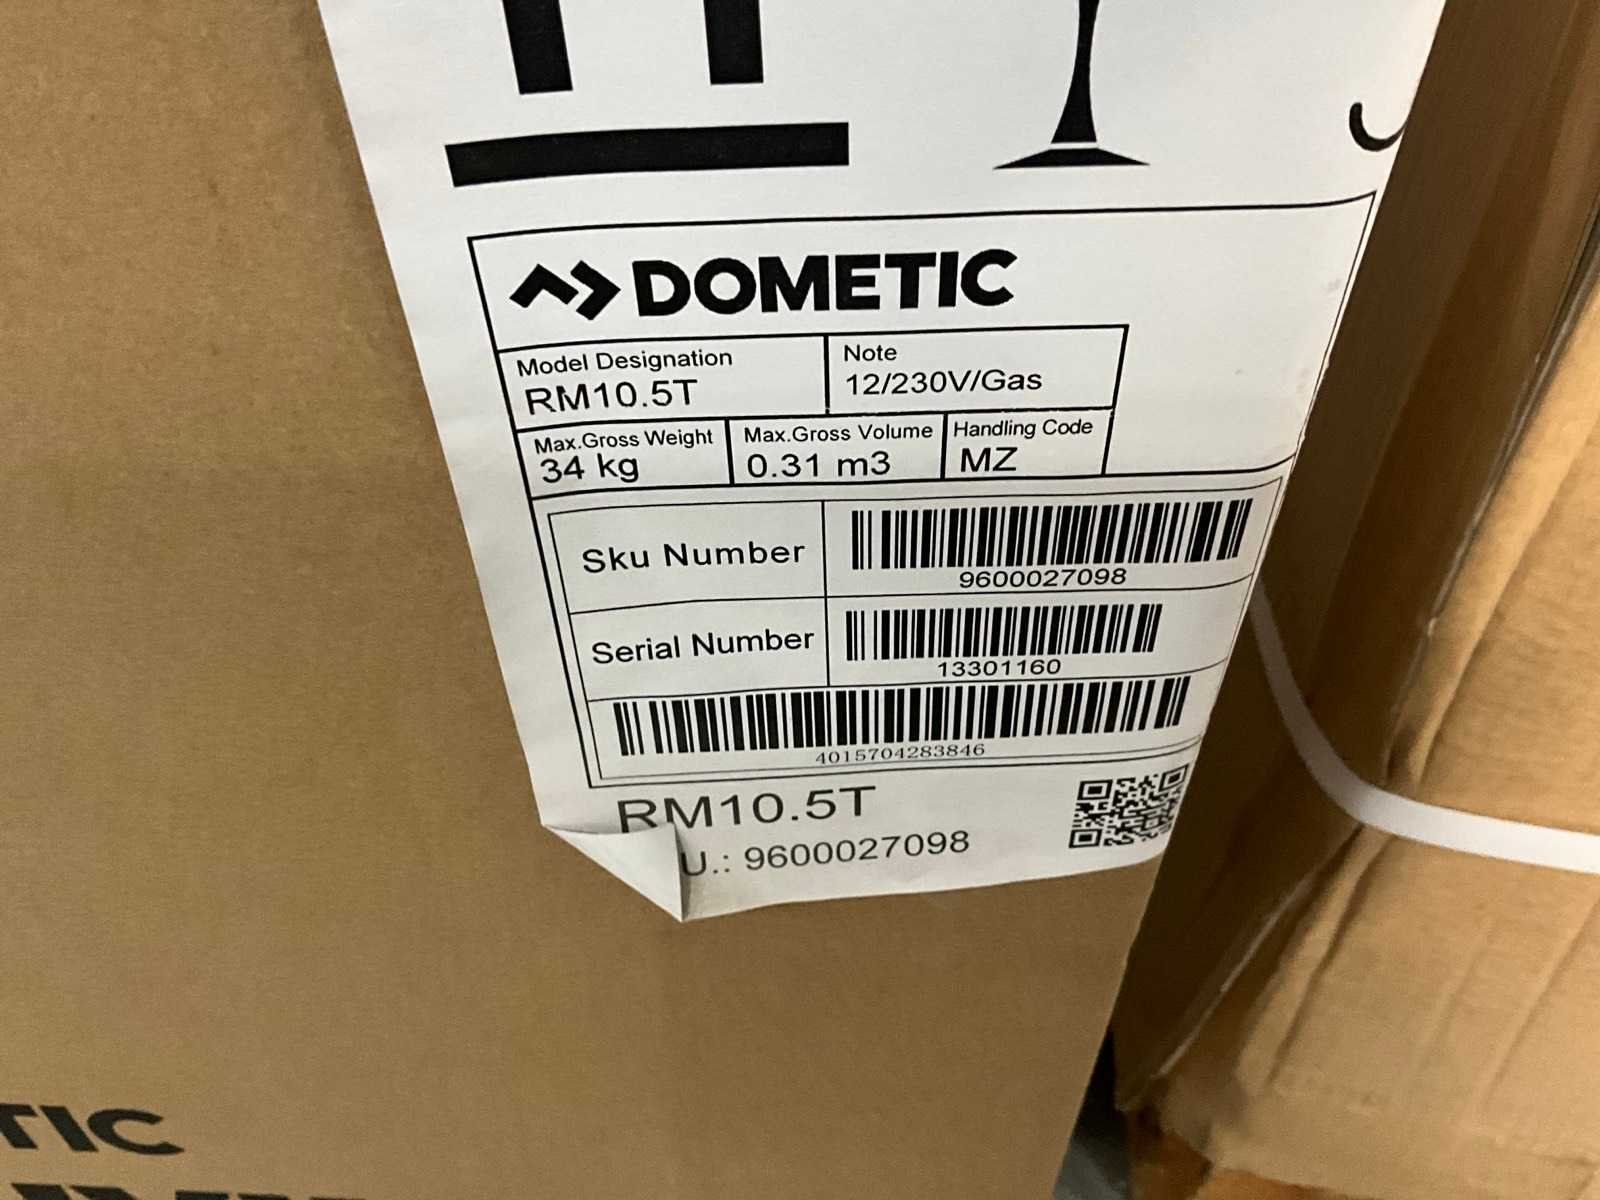 DOMETIC
Model Designation
RM10.5T
Note
12/230V/Gas
Max.Gross Weight
34 kg
Max.Gross Volume
0.31 m3
Handling Code
MZ
Sku Number
9600027098
Serial Number
13301160
4015704283846
RM10.5T
U.: 9600027098
TIC